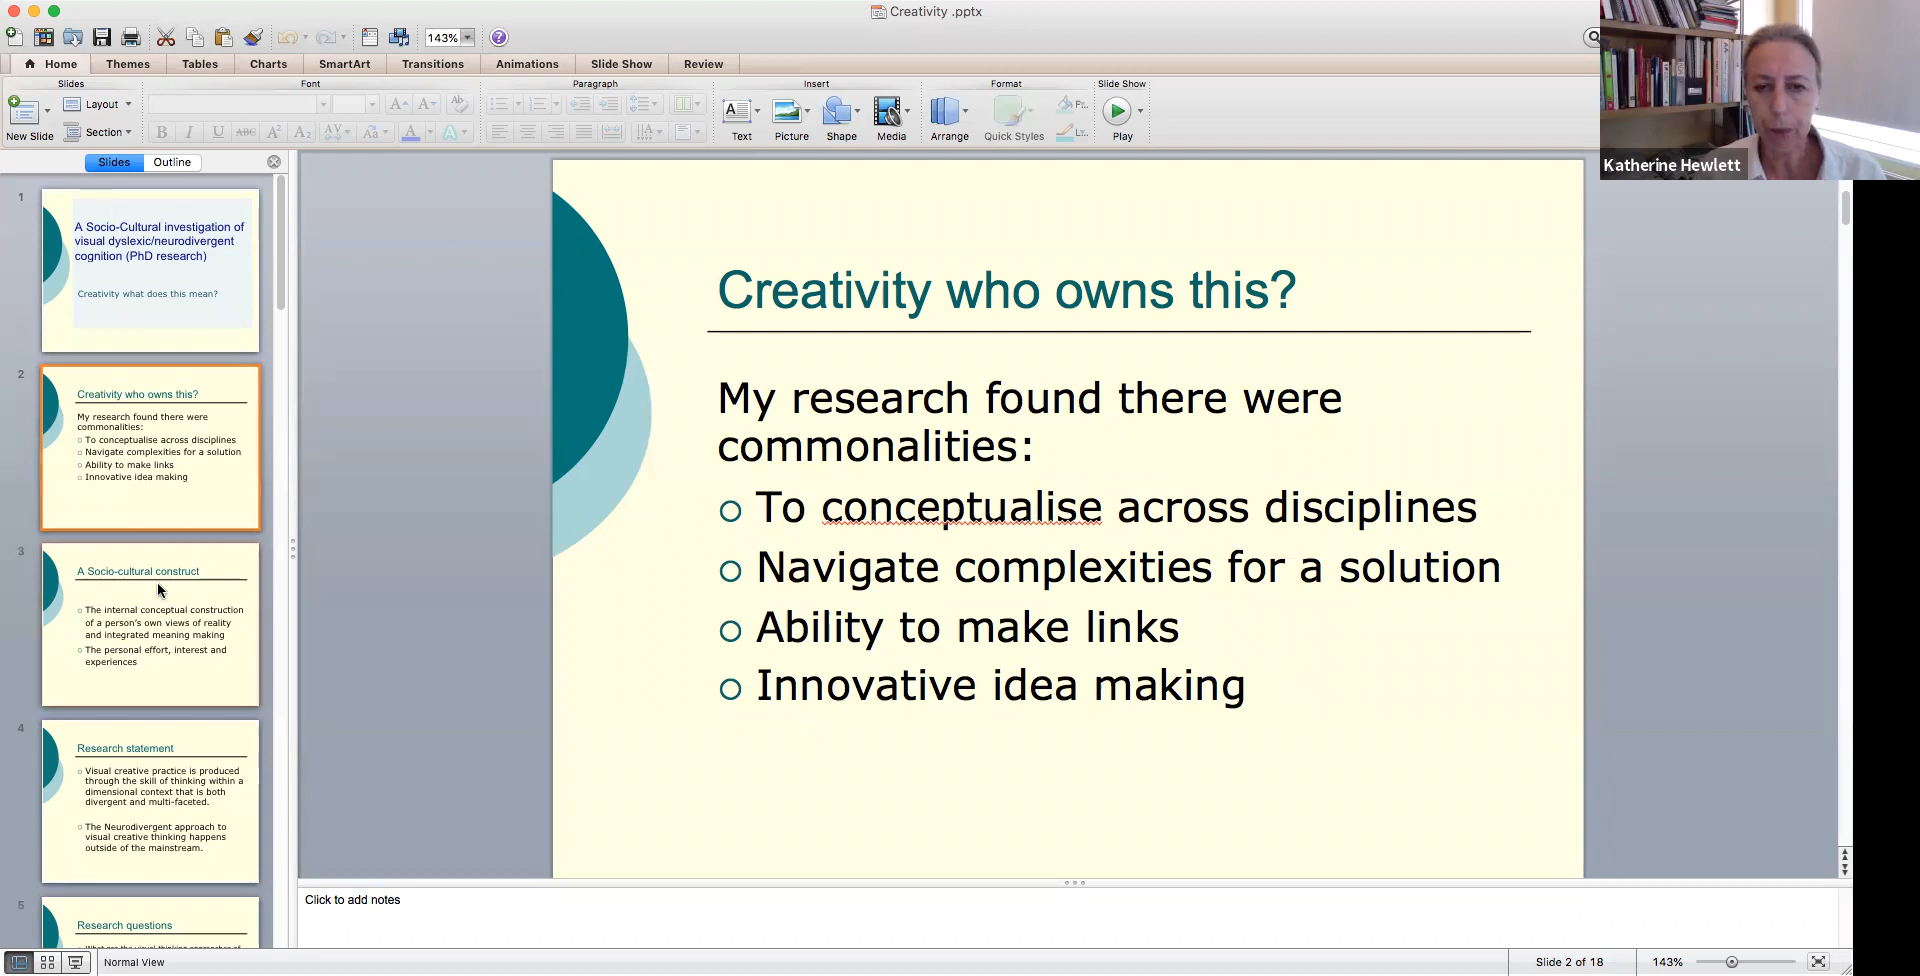 Creativity .pptx
143%
Home
Themes
Tables
Charts
SmartArt
Transitions
Animations
Slide Show
Review
Slides
Font
Paragraph
Insert
Format
Slide Show
New Slide
Layout
Section
Text
Picture
Shape
Media
Arrange
Quick Styles
Play
Katherine Hewlett
Slides
Outline
1
A Socio-Cultural investigation of
visual dyslexic/neurodivergent
cognition (PhD research)
Creativity what does this mean?
2
Creativity who owns this?
My research found there were
commonalities:
To conceptualise across disciplines
Navigate complexities for a solution
Ability to make links
Innovative idea making
3
A Socio-cultural construct
The internal conceptual construction
of a person's own views of reality
and integrated meaning making
The personal effort, interest and
experiences
4
Research statement
Visual creative practice is produced
through the skill of thinking within a
dimensional context that is both
divergent and multi-faceted.
The Neurodivergent approach to
visual creative thinking happens
outside of the mainstream.
5
Research questions
Creativity who owns this?
My research found there were
commonalities:
To conceptualise across disciplines
Navigate complexities for a solution
Ability to make links
Innovative idea making
Click to add notes
Normal View
Slide 2 of 18
143%